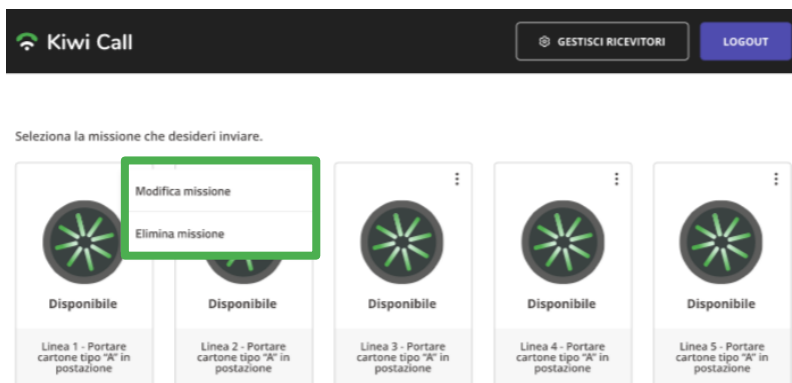 Kiwi Call
GESTISCI RICEVITORI
LOGOUT
Seleziona la missione che desideri inviare.
Modifica missione
Elimina missione
Disponibile
Disponibile
Disponibile
Disponibile
Disponibile
Linea 1 - Portare
cartone tipo "A" in
postazione
Linea 2 - Portare
cartone tipo "A" in
postazione
Linea 3 - Portare
cartone tipo "A" in
postazione
Linea 4 - Portare
cartone tipo "A" in
postazione
Linea 5 - Portare
cartone tipo "A" in
postazione